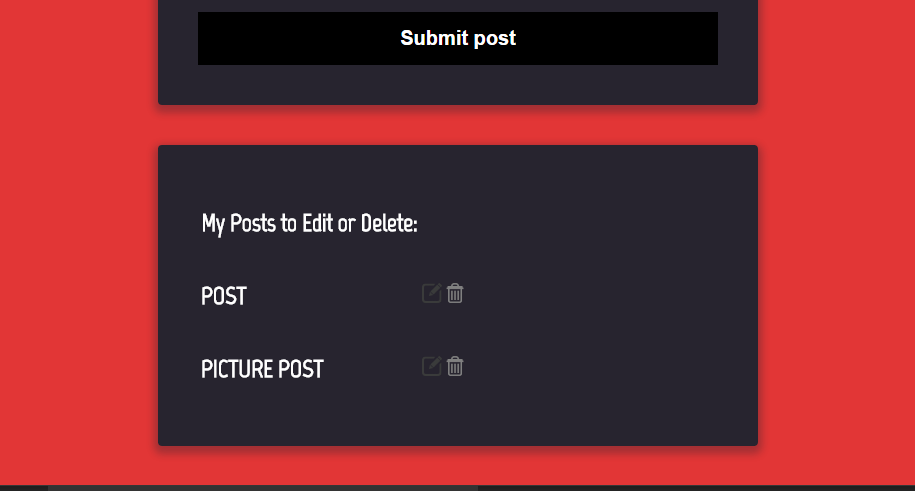 Submit post
My Posts to Edit or Delete:
POST
PICTURE POST